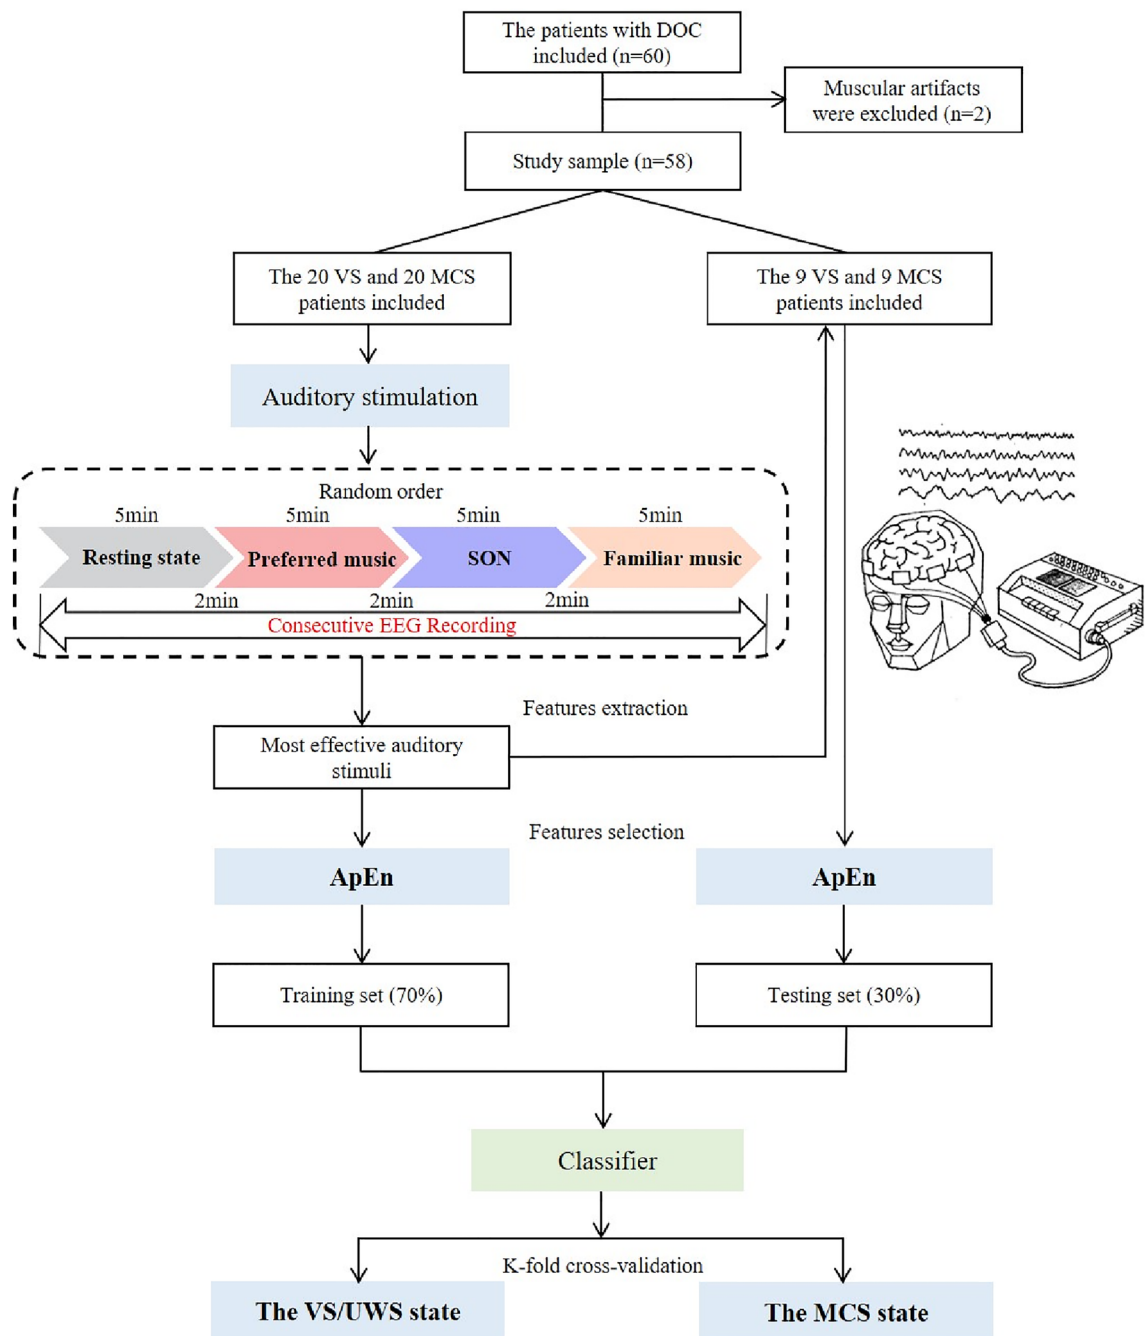 The patients with DOC
included (n=60)
Muscular artifacts
were excluded (n=2)
Study sample (n=58)
The 20 VS and 20 MCS
patients included
The 9 VS and 9 MCS
patients included
Auditory stimulation
Random order
5min
5min
5min
5min
Resting state
Preferred music
SON
Familiar music
2min
2min
2min
Consecutive EEG Recording
Features extraction
Most effective auditory
stimuli
Features selection
ApEn
ApEn
Training set (70%)
Testing set (30%)
Classifier
K-fold cross-validation
The VS/UWS state
The MCS state